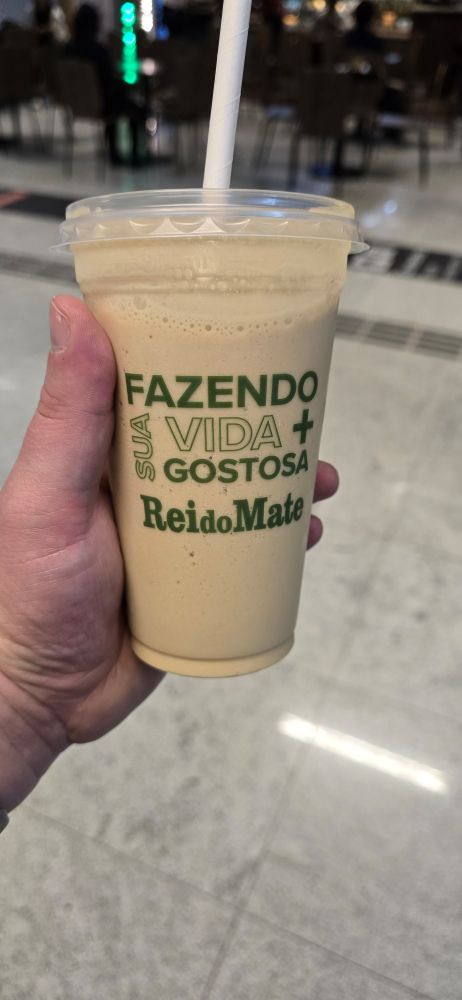 FAZENDO
SUA
VIDA +
GOSTOSA
ReidoMate